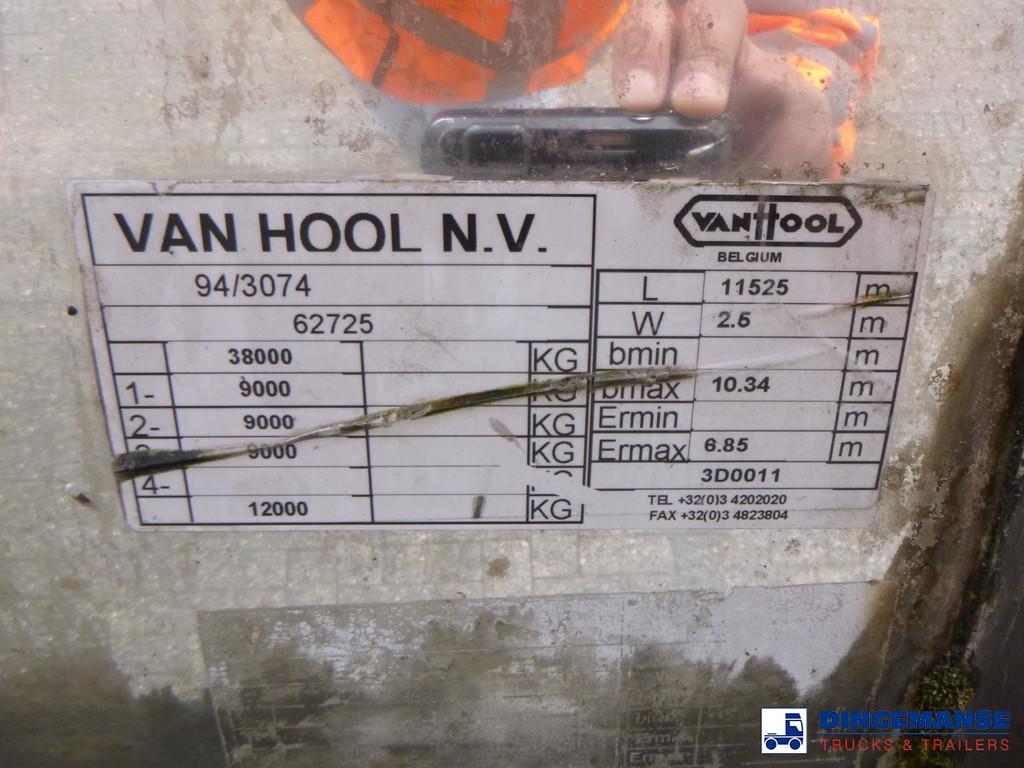 VAN HOOL N.V.
94/3074
62725
38000 KG
1- 9000 KG
2- 9000 KG
3- 9000 KG
4-
12000 KG
VANHOOL
BELGIUM
L 11525 m
W 2.5 m
bmin m
bmax 10.34 m
Ermin m
Ermax 6.85 m
3D0011
TEL +32(0)3 4202020
FAX +32(0)3 4823804
DINGEMANSE
TRUCKS & TRAILERS